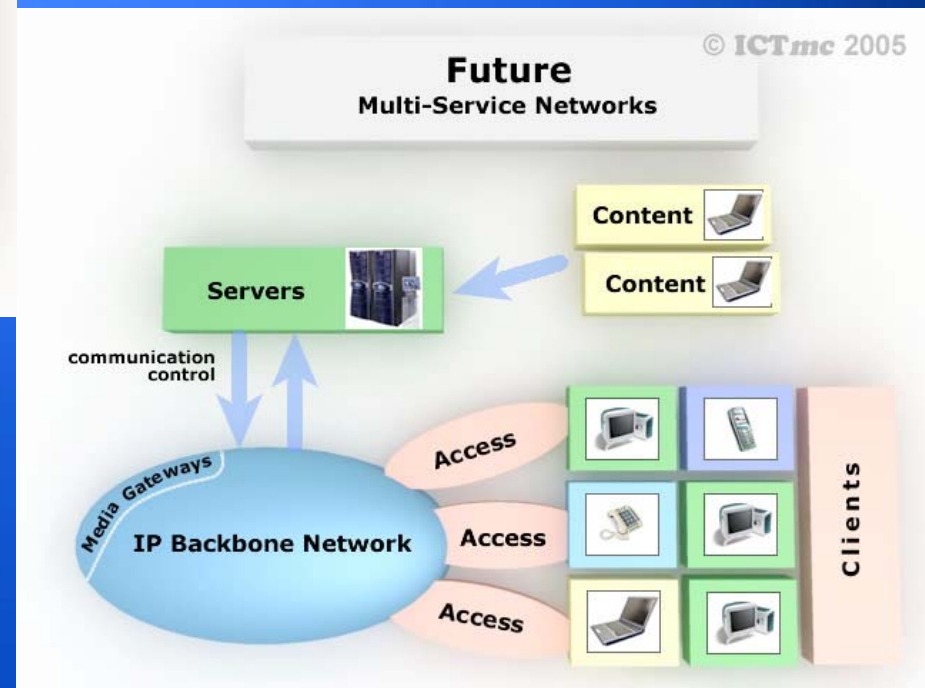 © ICTmc 2005
Future
Multi-Service Networks
Content
Content
Servers
communication
control
Media Gateways
IP Backbone Network
Access
Access
Access
Clients